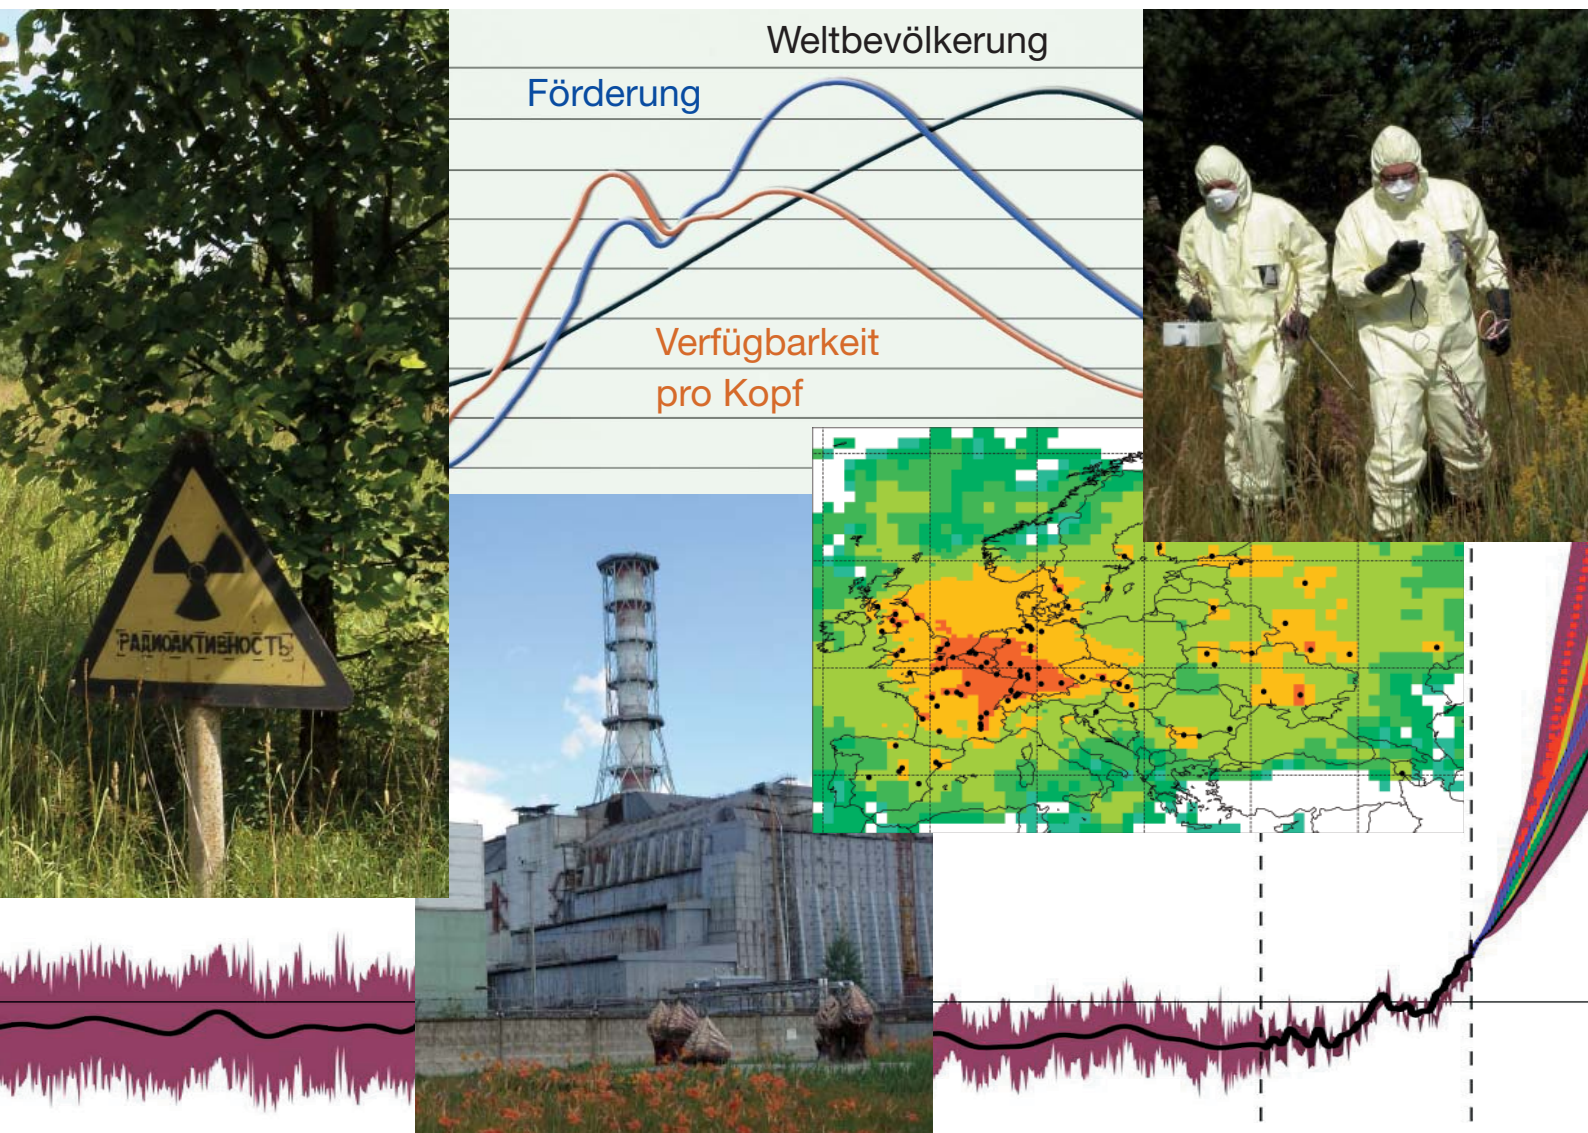 Weltbevölkerung
Förderung
Verfügbarkeit
pro Kopf
РАДИОАКТИВНОСТЬ